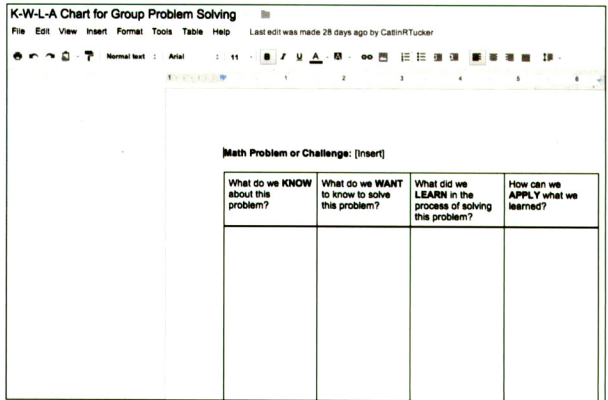 K-W-L-A Chart for Group Problem Solving
File Edit View Insert Format Tools Table Help Last edit was made 28 days ago by CatlinRTucker
Normal text Arial 11 B I U A A
1 1 2 3 4 5 6
Math Problem or Challenge: [Insert]
What do we KNOW about this problem?
What do we WANT to know to solve this problem?
What did we LEARN in the process of solving this problem?
How can we APPLY what we learned?